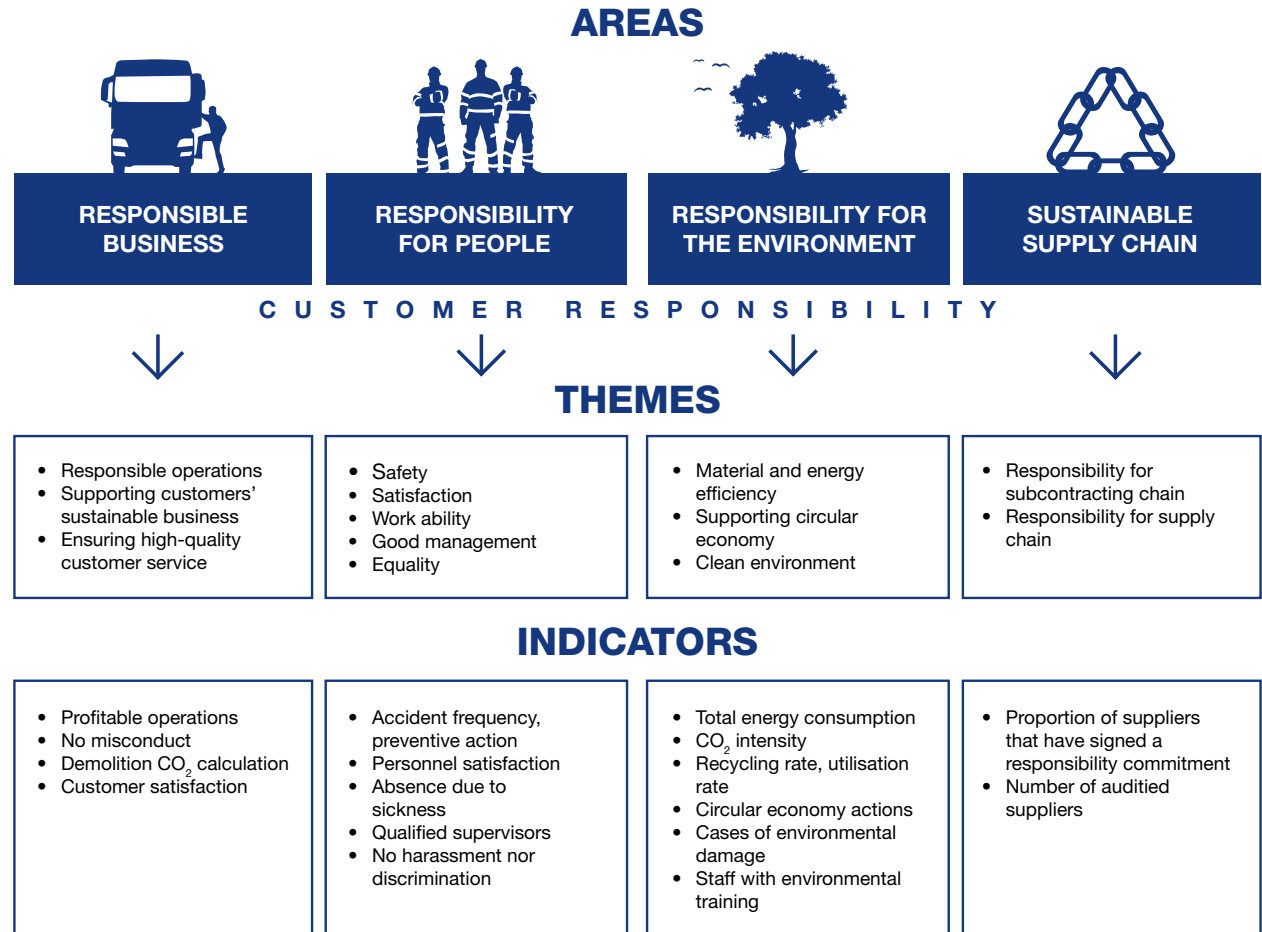 AREAS
RESPONSIBLE
BUSINESS
RESPONSIBILITY
FOR PEOPLE
RESPONSIBILITY FOR
THE ENVIRONMENT
SUSTAINABLE
SUPPLY CHAIN
CUSTOMER RESPONSIBILITY
THEMES
• Responsible operations
• Supporting customers’
sustainable business
• Ensuring high-quality
customer service
• Safety
• Satisfaction
• Work ability
• Good management
• Equality
• Material and energy
efficiency
• Supporting circular
economy
• Clean environment
• Responsibility for
subcontracting chain
• Responsibility for supply
chain
INDICATORS
• Profitable operations
• No misconduct
• Demolition CO₂ calculation
• Customer satisfaction
• Accident frequency,
preventive action
• Personnel satisfaction
• Absence due to
sickness
• Qualified supervisors
• No harassment nor
discrimination
• Total energy consumption
• CO₂ intensity
• Recycling rate, utilisation
rate
• Circular economy actions
• Cases of environmental
damage
• Staff with environmental
training
• Proportion of suppliers
that have signed a
responsibility commitment
• Number of auditied
suppliers